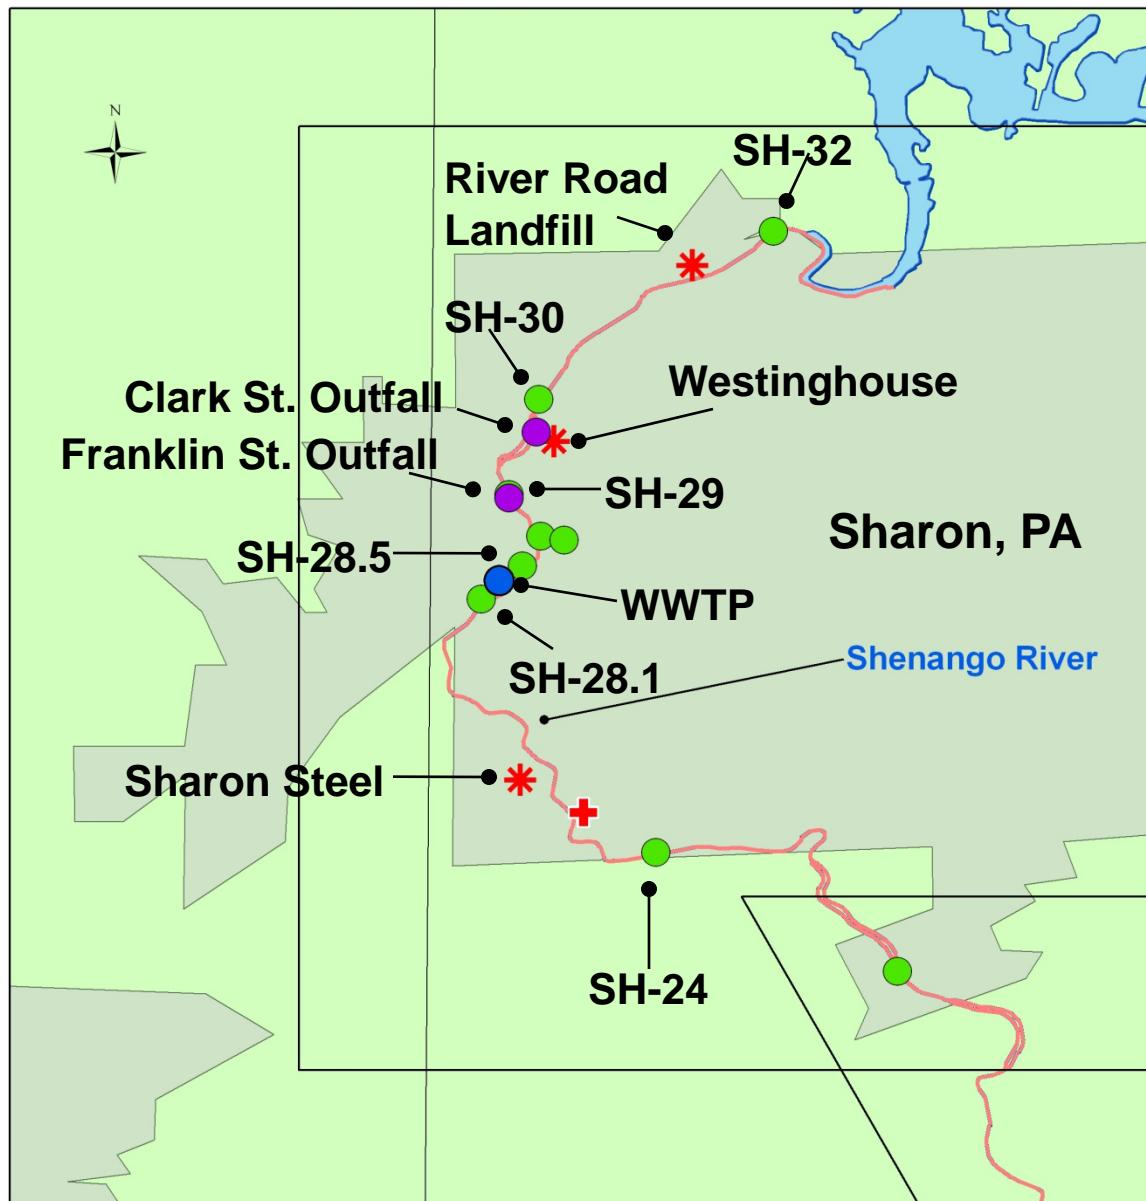 N
SH-32
River Road
Landfill
SH-30
Westinghouse
Clark St. Outfall
Franklin St. Outfall
SH-29
Sharon, PA
SH-28.5
WWTP
Shenango River
SH-28.1
Sharon Steel
SH-24